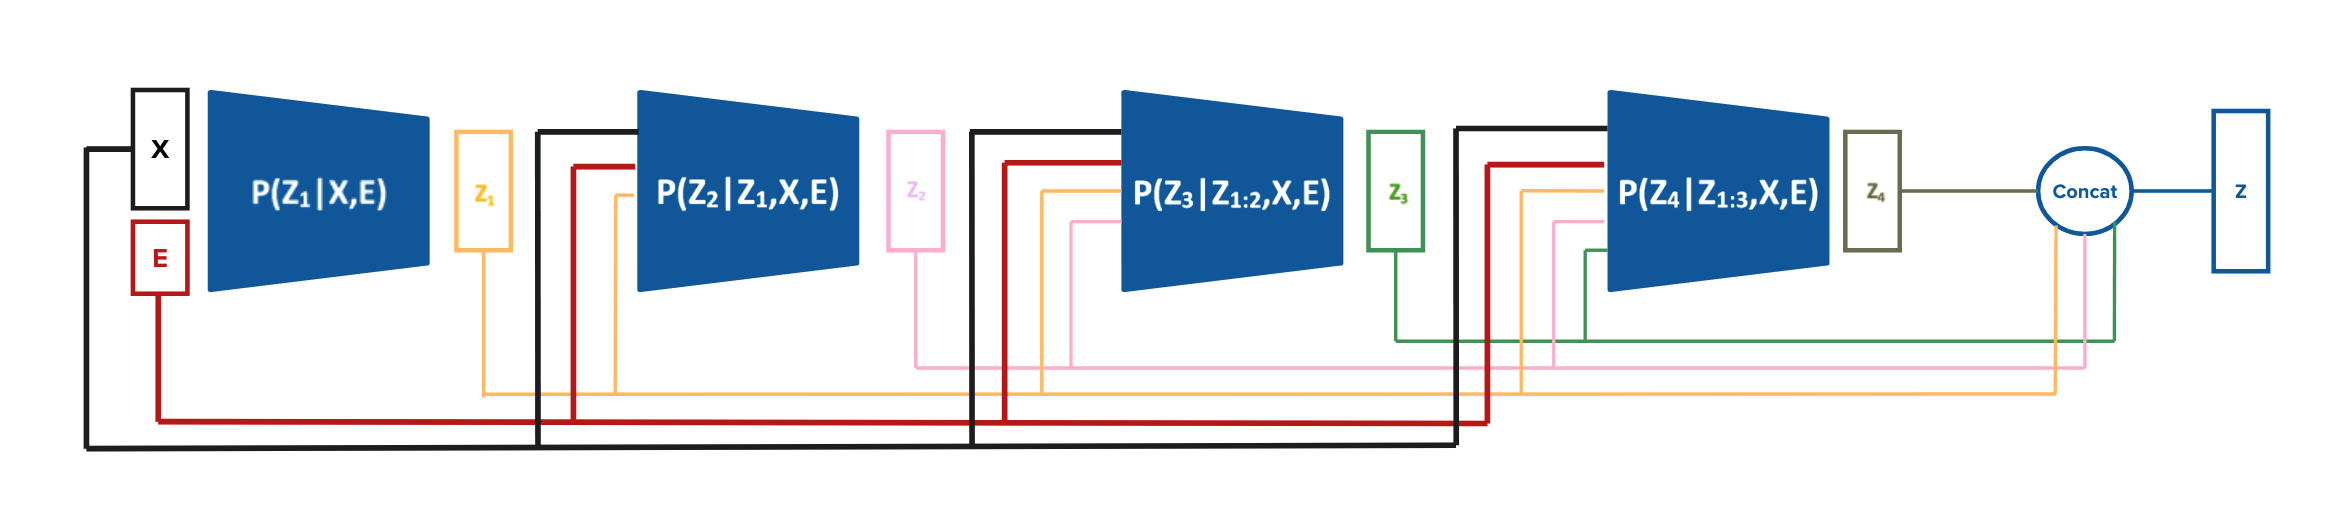 X
E
P(Z₁|X,E)
Z₁
P(Z₂|Z₁,X,E)
Z₂
P(Z₃|Z₁:₂,X,E)
Z₃
P(Z₄|Z₁:₃,X,E)
Z₄
Concat
Z